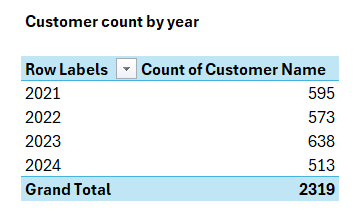 Customer count by year
Row Labels Count of Customer Name
2021 595
2022 573
2023 638
2024 513
Grand Total 2319